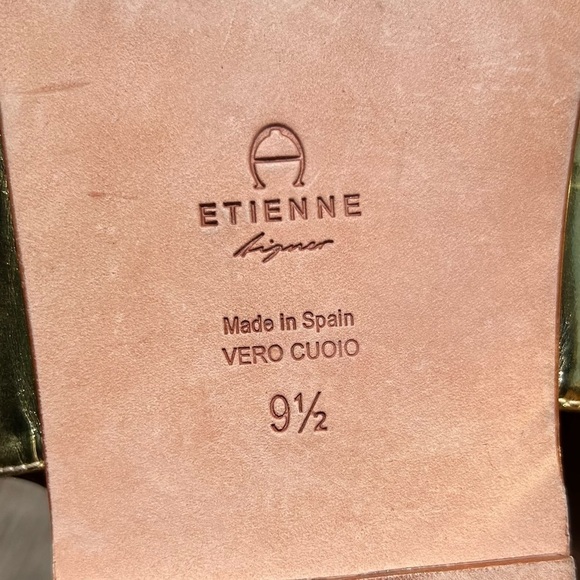 ETIENNE
Aigner
Made in Spain
VERO CUOIO
9½